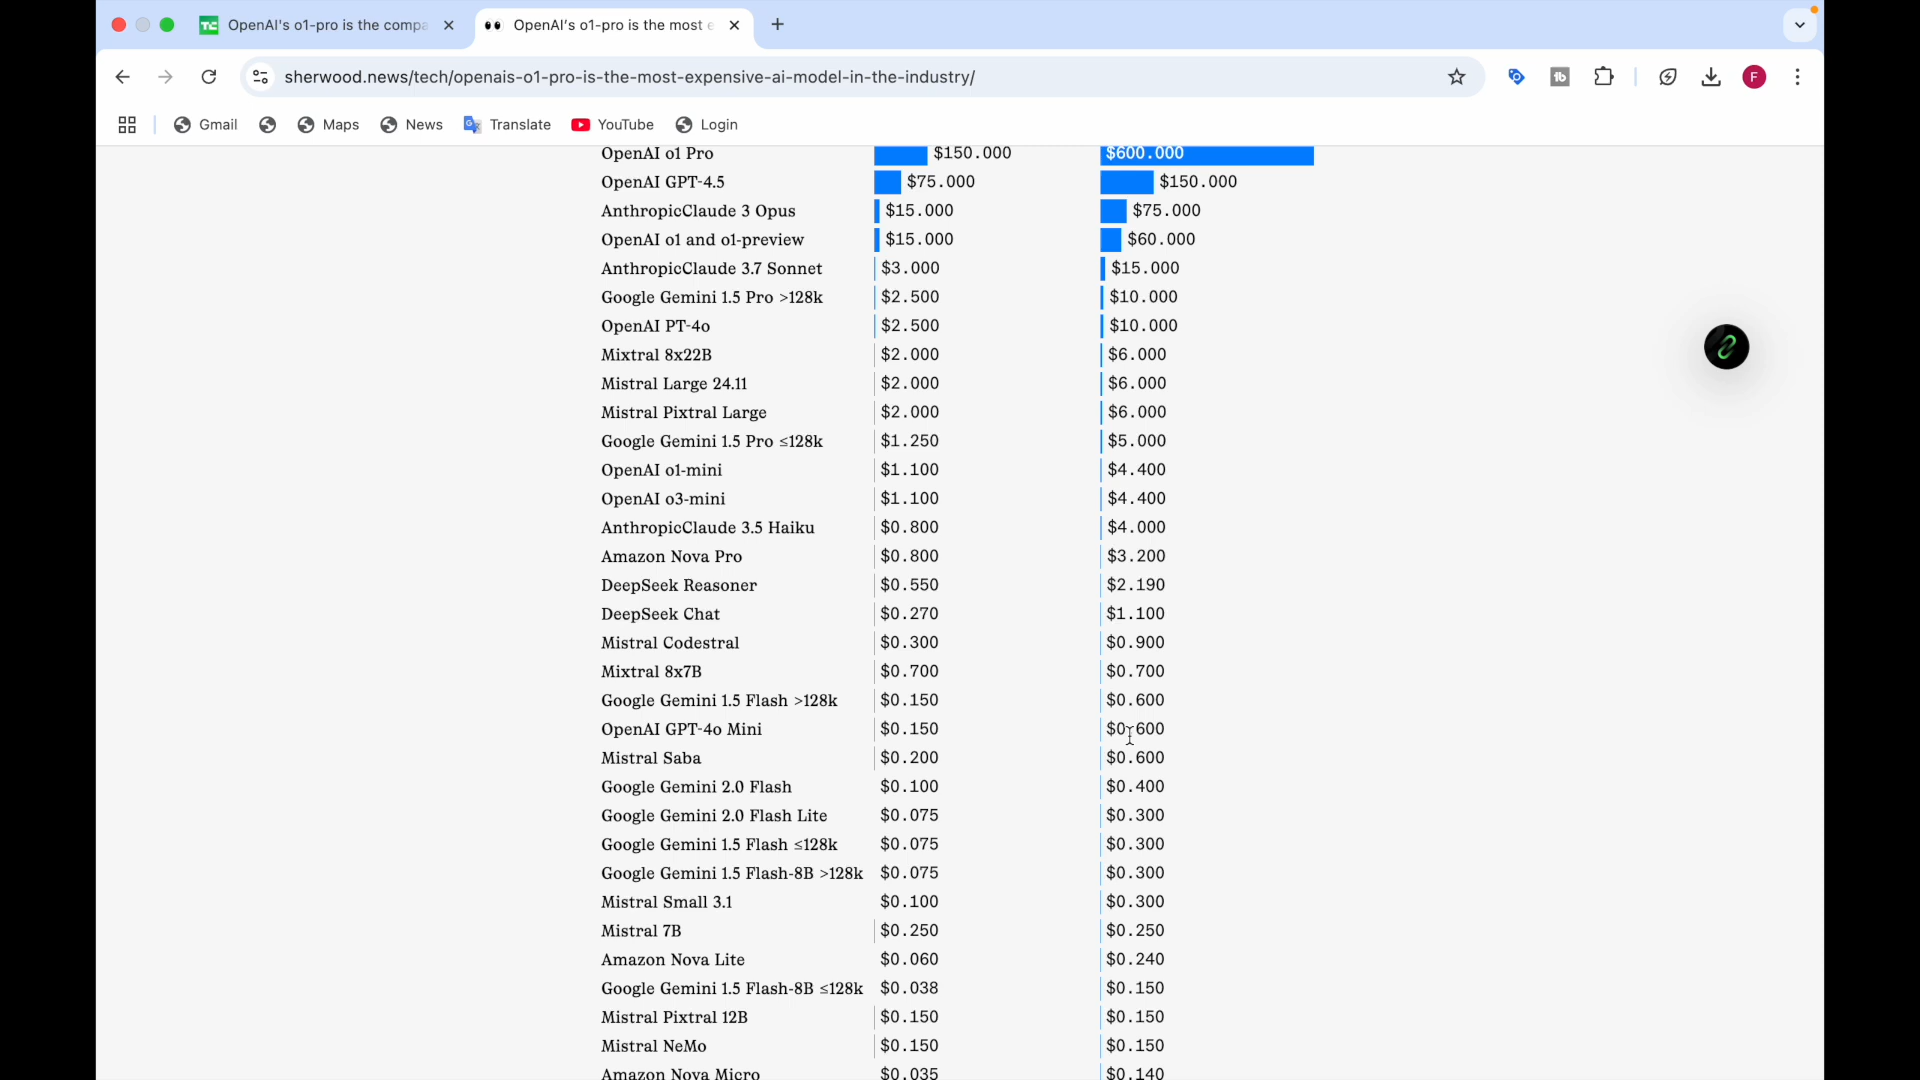 OpenAI's o1-pro is the compa
OpenAI's o1-pro is the most e
sherwood.news/tech/openais-o1-pro-is-the-most-expensive-ai-model-in-the-industry/
F
Gmail Maps News Translate YouTube Login
OpenAI o1 Pro $150.000 $600.000
OpenAI GPT-4.5 $75.000 $150.000
AnthropicClaude 3 Opus $15.000 $75.000
OpenAI o1 and o1-preview $15.000 $60.000
AnthropicClaude 3.7 Sonnet $3.000 $15.000
Google Gemini 1.5 Pro >128k $2.500 $10.000
OpenAI PT-4o $2.500 $10.000
Mixtral 8x22B $2.000 $6.000
Mistral Large 24.11 $2.000 $6.000
Mistral Pixtral Large $2.000 $6.000
Google Gemini 1.5 Pro ≤128k $1.250 $5.000
OpenAI o1-mini $1.100 $4.400
OpenAI o3-mini $1.100 $4.400
AnthropicClaude 3.5 Haiku $0.800 $4.000
Amazon Nova Pro $0.800 $3.200
DeepSeek Reasoner $0.550 $2.190
DeepSeek Chat $0.270 $1.100
Mistral Codestral $0.300 $0.900
Mixtral 8x7B $0.700 $0.700
Google Gemini 1.5 Flash >128k $0.150 $0.600
OpenAI GPT-4o Mini $0.150 $0.600
Mistral Saba $0.200 $0.600
Google Gemini 2.0 Flash $0.100 $0.400
Google Gemini 2.0 Flash Lite $0.075 $0.300
Google Gemini 1.5 Flash ≤128k $0.075 $0.300
Google Gemini 1.5 Flash-8B >128k $0.075 $0.300
Mistral Small 3.1 $0.100 $0.300
Mistral 7B $0.250 $0.250
Amazon Nova Lite $0.060 $0.240
Google Gemini 1.5 Flash-8B ≤128k $0.038 $0.150
Mistral Pixtral 12B $0.150 $0.150
Mistral NeMo $0.150 $0.150
Amazon Nova Micro $0.035 $0.140